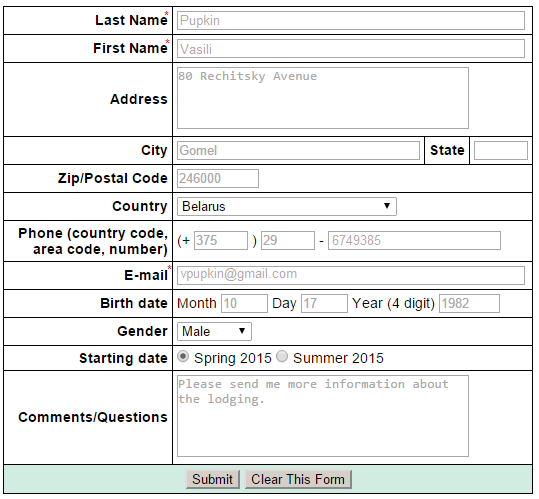 Last Name* Pupkin
First Name* Vasili
Address 80 Rechitsky Avenue
City Gomel State
Zip/Postal Code 246000
Country Belarus
Phone (country code,
area code, number) (+ 375 ) 29 - 6749385
E-mail* vpupkin@gmail.com
Birth date Month 10 Day 17 Year (4 digit) 1982
Gender Male
Starting date Spring 2015 Summer 2015
Comments/Questions Please send me more information about
the lodging.
Submit Clear This Form